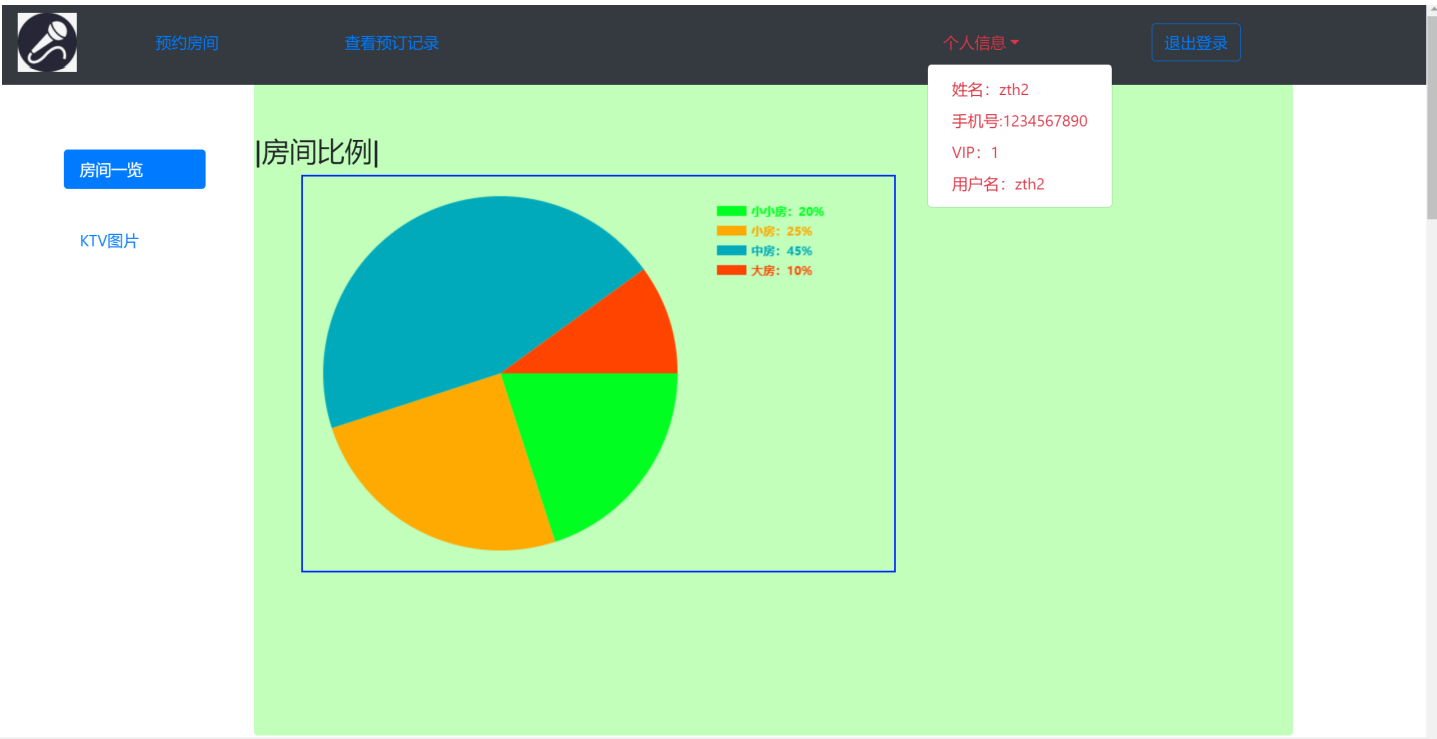 预约房间
查看预订记录
个人信息
退出登录
姓名：zth2
手机号:1234567890
VIP：1
用户名：zth2
房间一览
KTV图片
|房间比例|
小小房：20%
小房：25%
中房：45%
大房：10%